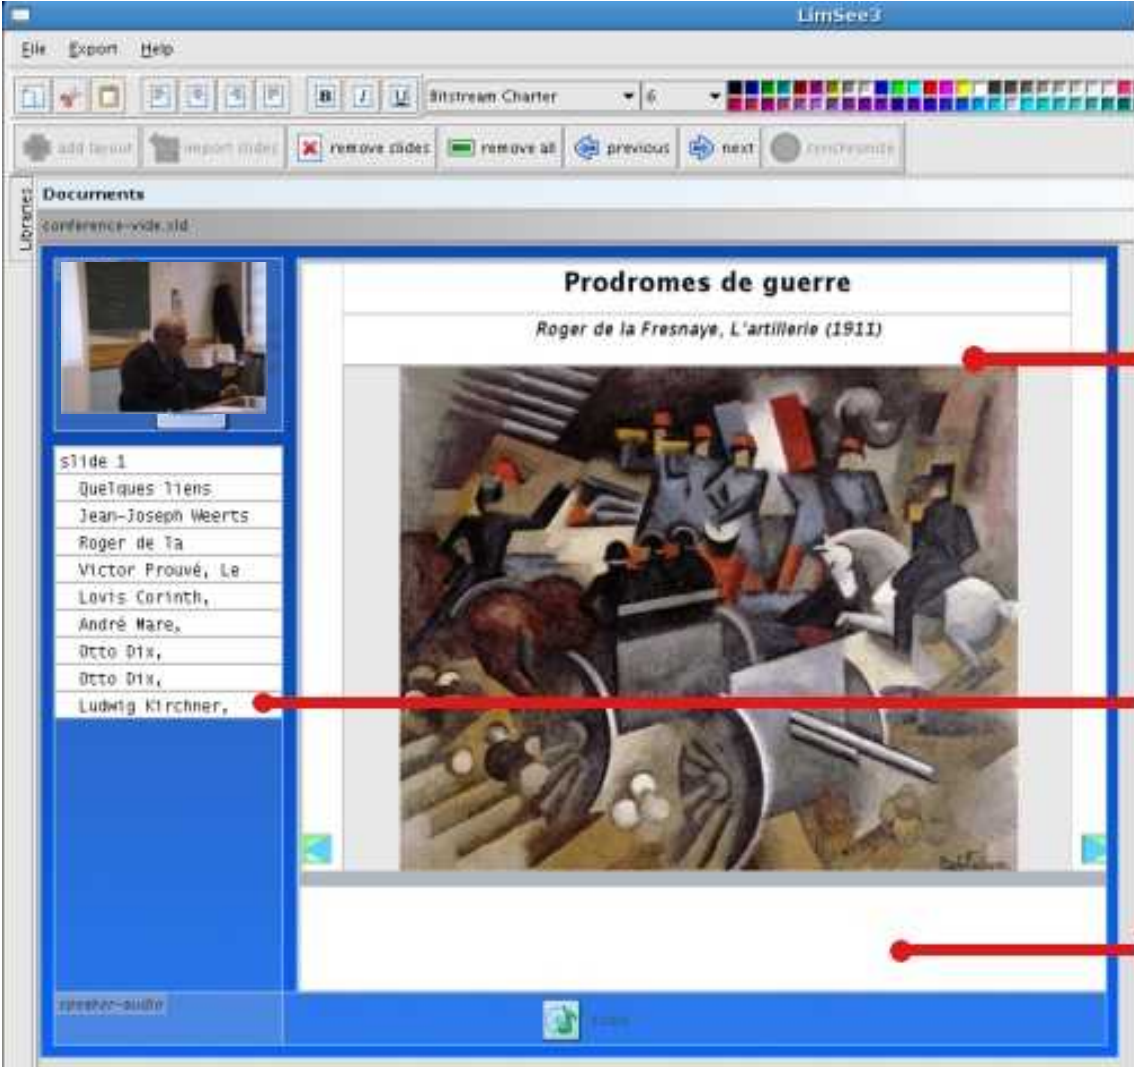 LimSee3
File Export Help
B I U Bitstream Charter 6
add layout import slides remove slides remove all previous next synchronize
Libraries
Documents
conference-vide.sld
Prodromes de guerre
Roger de la Fresnaye, L'artillerie (1911)
slide 1
Quelques liens
Jean-Joseph Weerts
Roger de la
Victor Prouvé, Le
Lovis Corinth,
André Mare,
Otto Dix,
Otto Dix,
Ludwig Kirchner,
speaker-audio